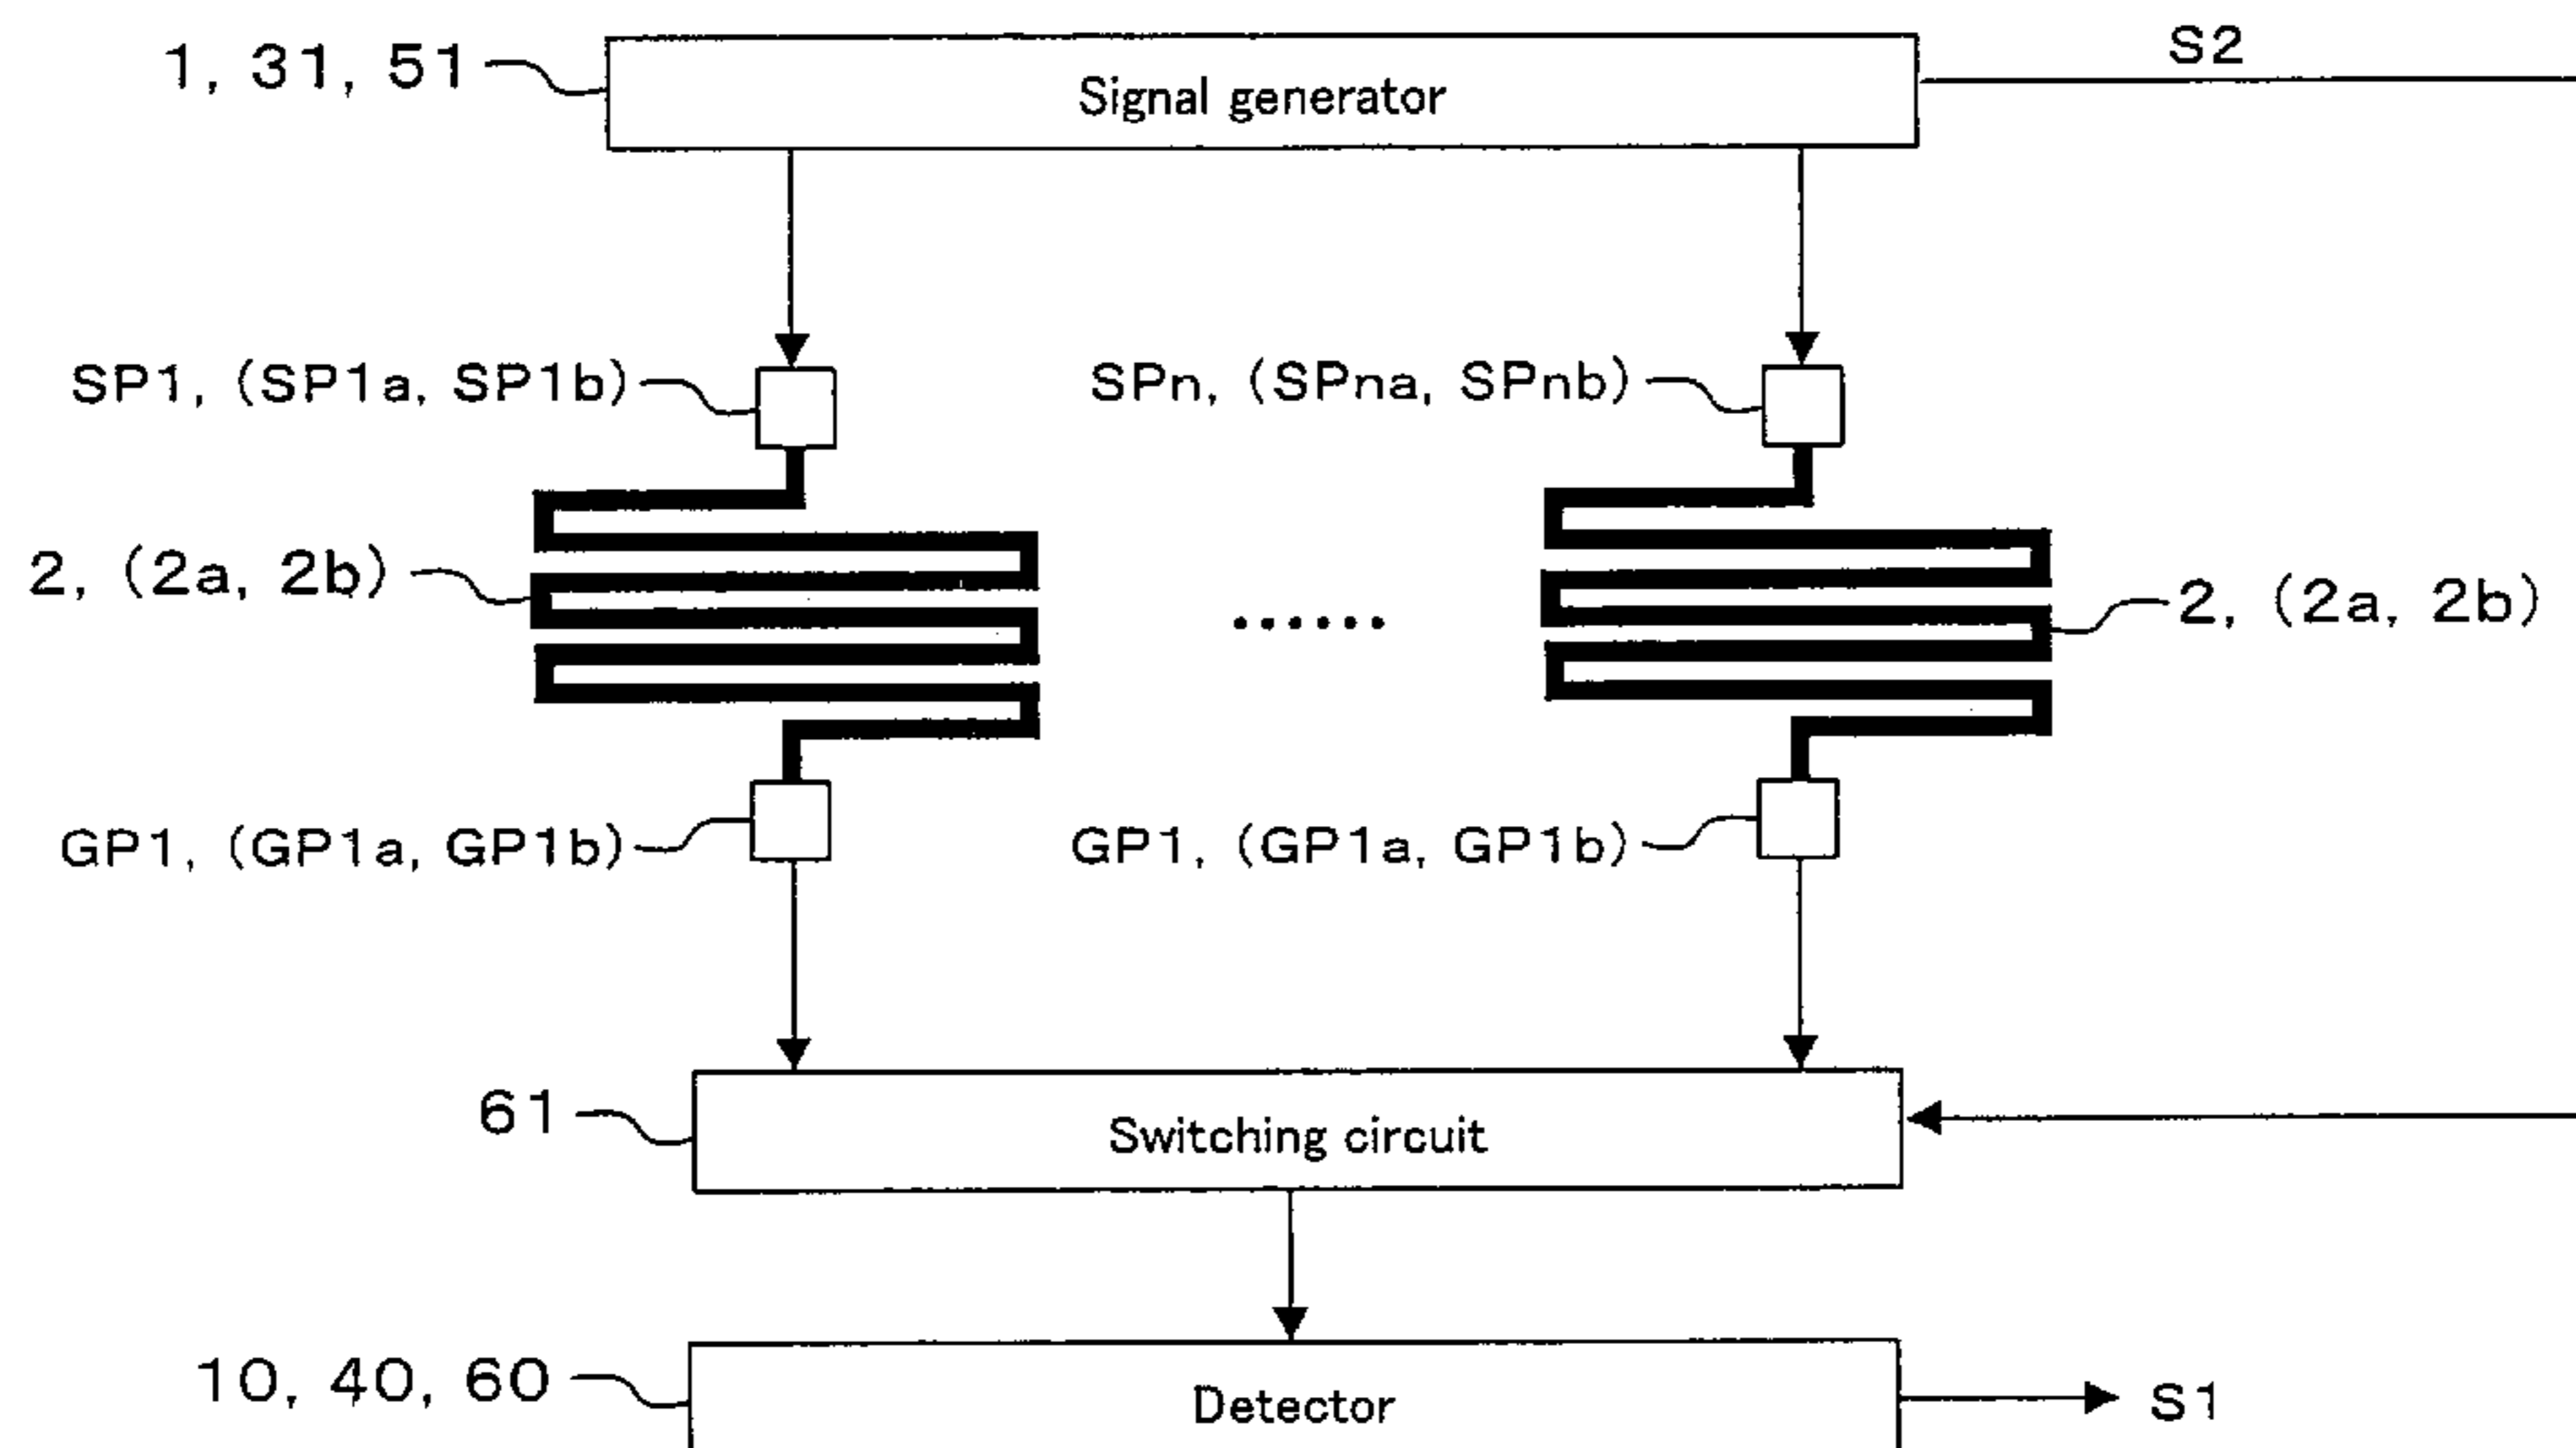 S2
1, 31, 51
Signal generator
SP1, (SP1a, SP1b)
SPn, (SPna, SPnb)
2, (2a, 2b)
2, (2a, 2b)
GP1, (GP1a, GP1b)
GP1, (GP1a, GP1b)
61
Switching circuit
10, 40, 60
Detector
S1